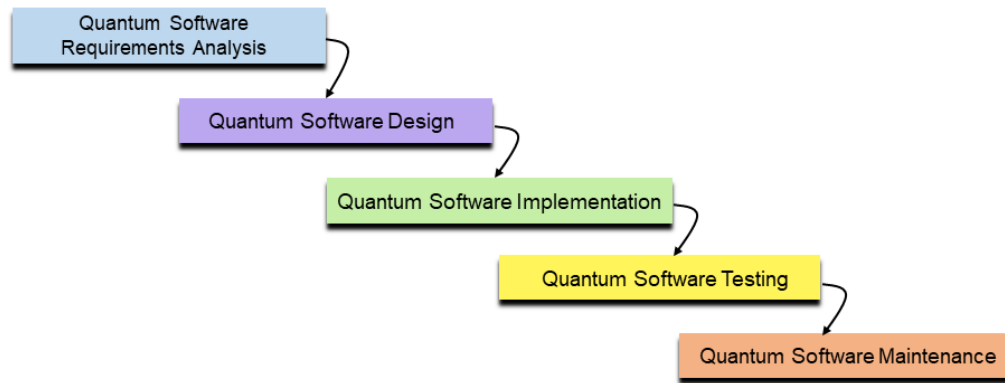 Quantum Software
Requirements Analysis
Quantum Software Design
Quantum Software Implementation
Quantum Software Testing
Quantum Software Maintenance